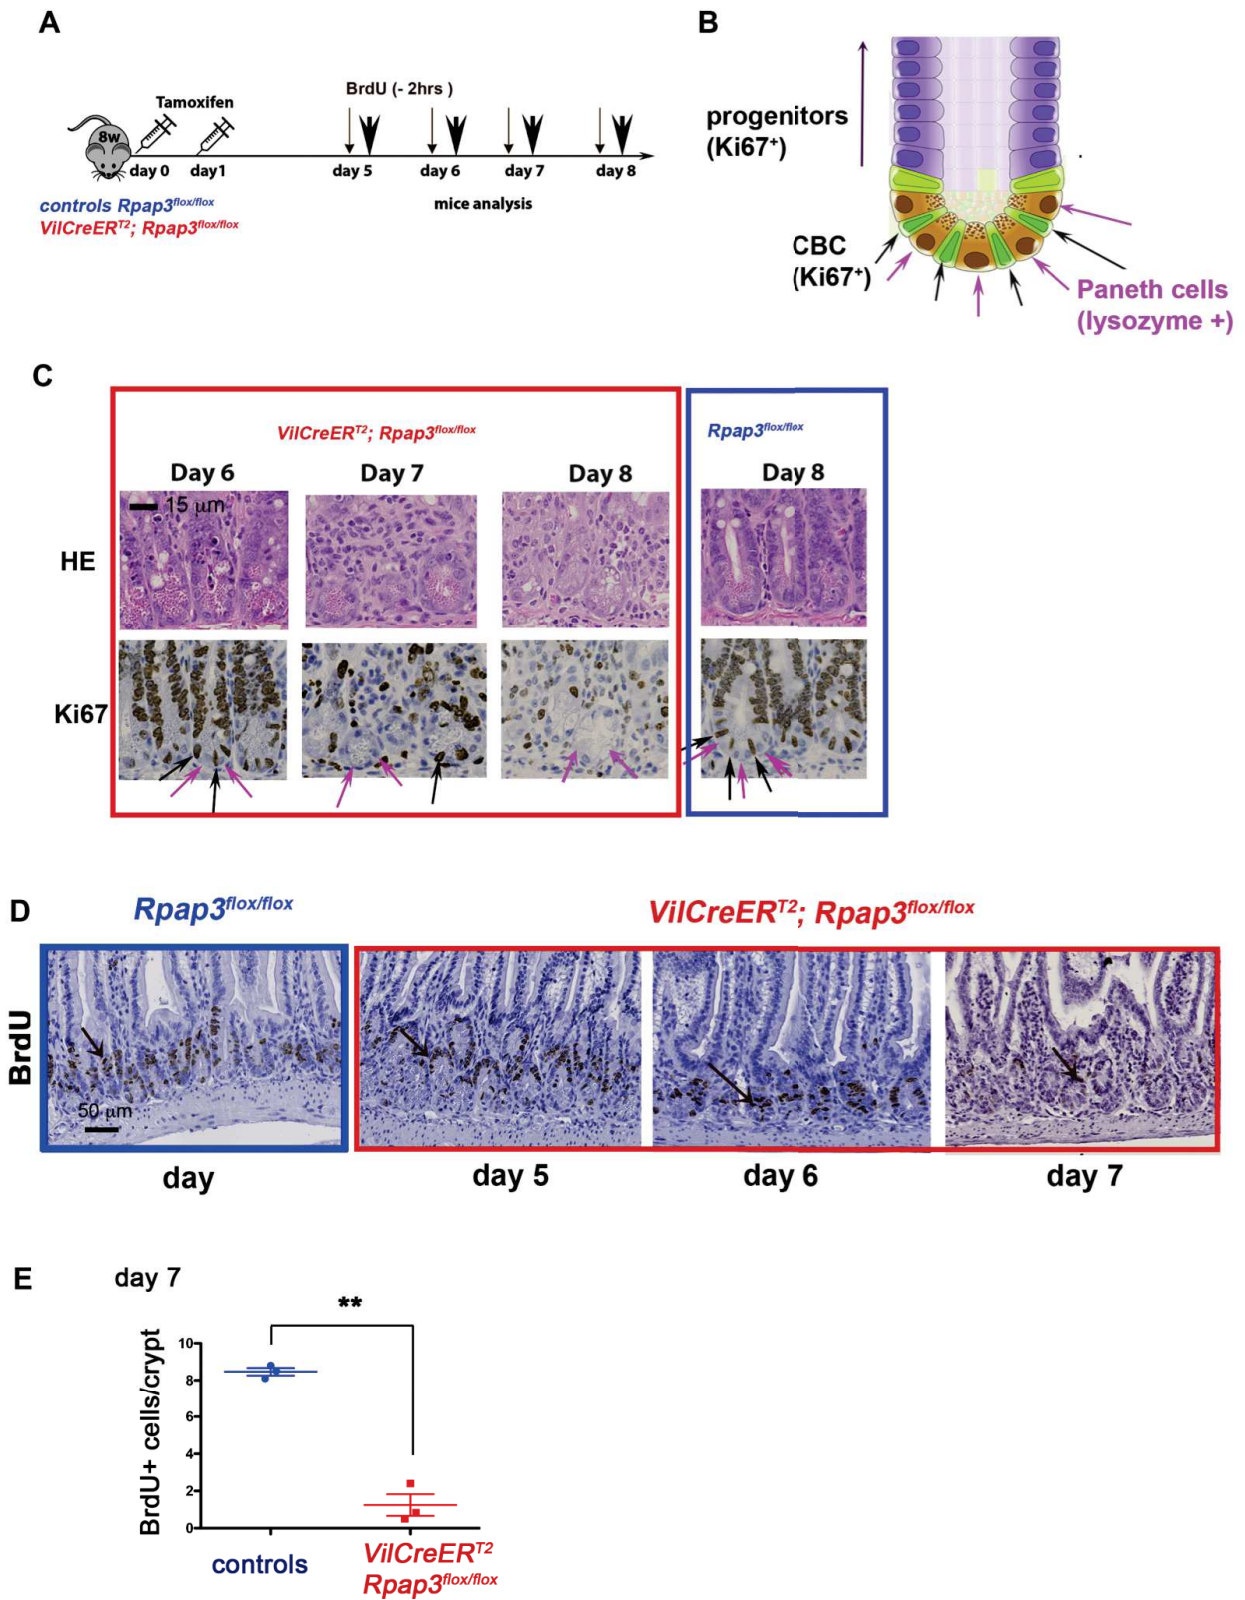 A
Tamoxifen
BrdU (- 2hrs )
8w
day 0
day1
day 5
day 6
day 7
day 8
controls Rpap3flox/flox
VilCreERT2; Rpap3flox/flox
mice analysis
B
progenitors
(Ki67+)
CBC
(Ki67+)
Paneth cells
(lysozyme +)
C
VilCreERT2; Rpap3flox/flox
Rpap3flox/flox
Day 6
Day 7
Day 8
Day 8
15 µm
HE
Ki67
D
Rpap3flox/flox
VilCreERT2; Rpap3flox/flox
BrdU
50 µm
day
day 5
day 6
day 7
E
day 7
**
BrdU+ cells/crypt
10
8
6
4
2
0
controls
VilCreERT2
Rpap3flox/flox